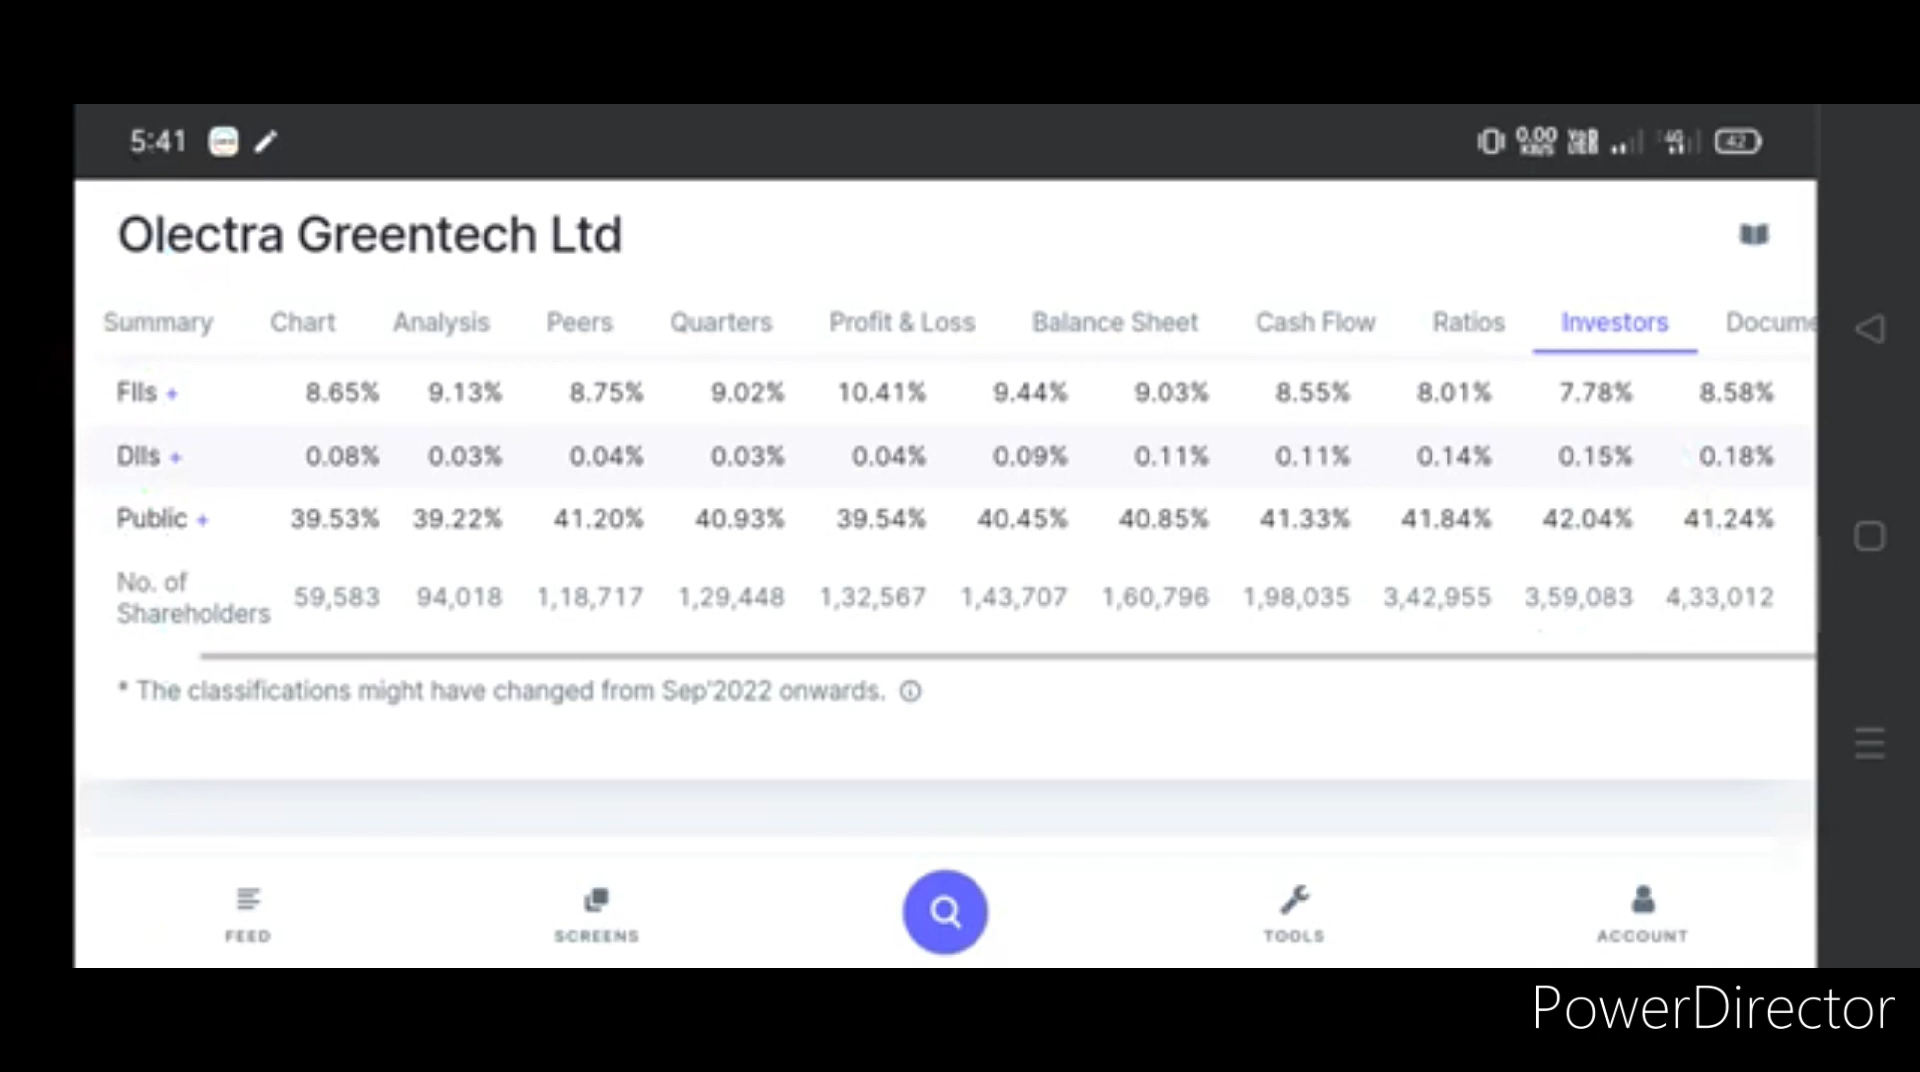 5:41 0.00 KB/S 4G 42
Olectra Greentech Ltd
Summary Chart Analysis Peers Quarters Profit & Loss Balance Sheet Cash Flow Ratios Investors Docume
FIIs + 8.65% 9.13% 8.75% 9.02% 10.41% 9.44% 9.03% 8.55% 8.01% 7.78% 8.58%
DIIs + 0.08% 0.03% 0.04% 0.03% 0.04% 0.09% 0.11% 0.11% 0.14% 0.15% 0.18%
Public + 39.53% 39.22% 41.20% 40.93% 39.54% 40.45% 40.85% 41.33% 41.84% 42.04% 41.24%
No. of
Shareholders 59,583 94,018 1,18,717 1,29,448 1,32,567 1,43,707 1,60,796 1,98,035 3,42,955 3,59,083 4,33,012
* The classifications might have changed from Sep'2022 onwards.
FEED SCREENS TOOLS ACCOUNT
PowerDirector